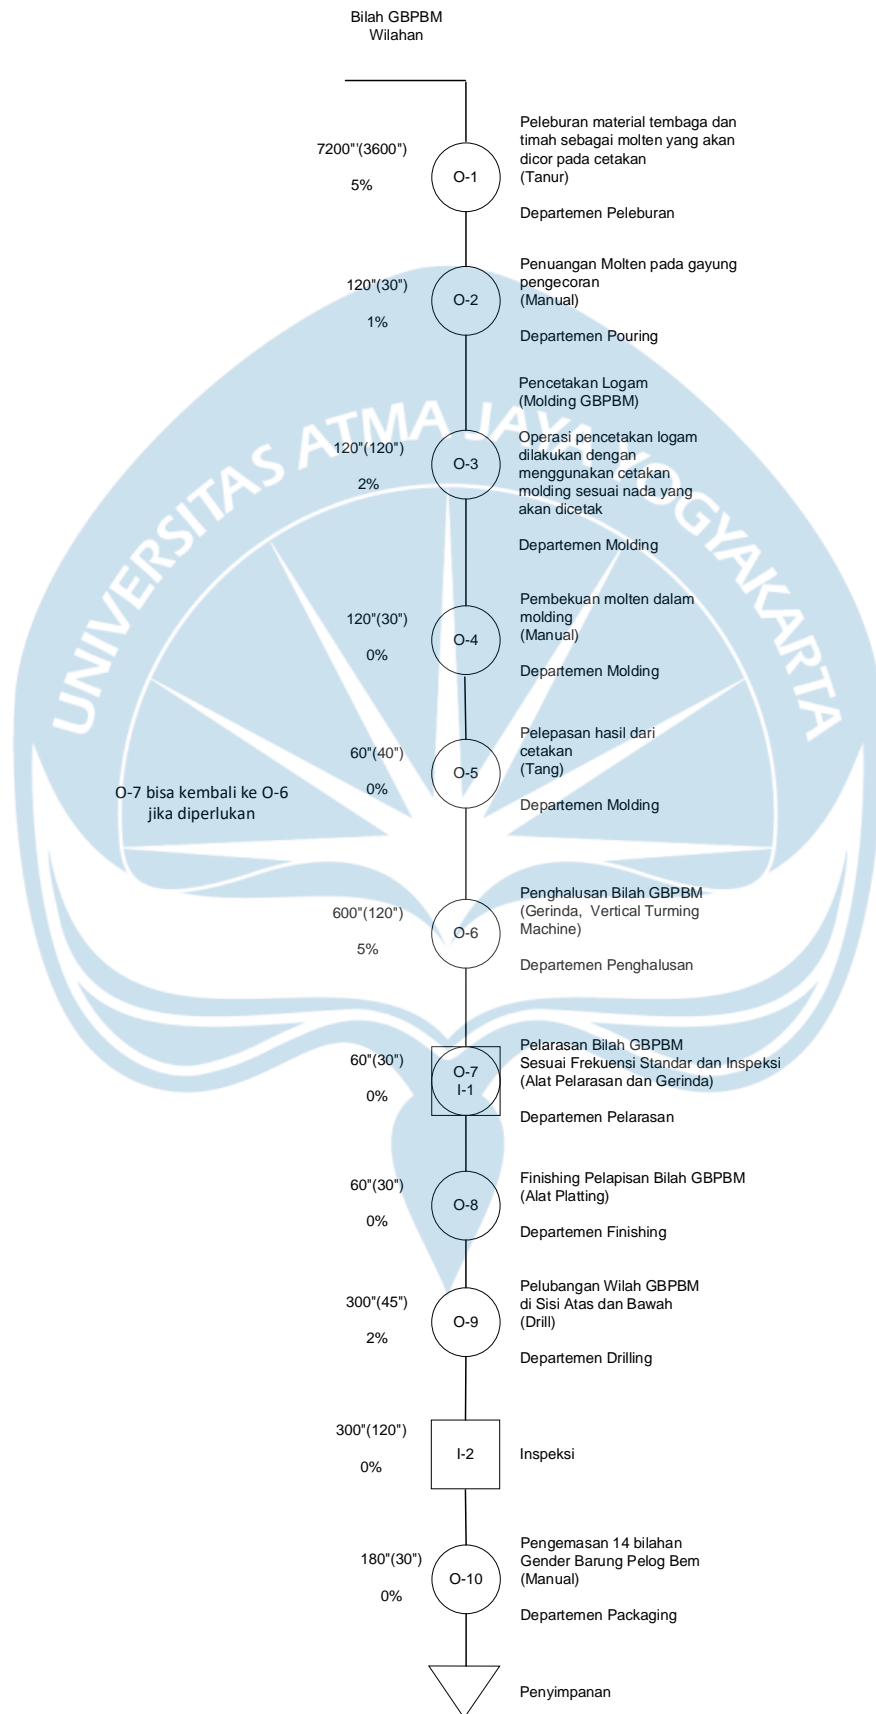 Bilah GBPBM
Wilahan
7200"(3600")
5%
O-1
Peleburan material tembaga dan
timah sebagai molten yang akan
dicor pada cetakan
(Tanur)
Departemen Peleburan
120"(30")
1%
O-2
Penuangan Molten pada gayung
pengecoran
(Manual)
Departemen Pouring
120"(120")
2%
O-3
Pencetakan Logam
(Molding GBPBM)
Operasi pencetakan logam
dilakukan dengan
menggunakan cetakan
molding sesuai nada yang
akan dicetak
Departemen Molding
120"(30")
0%
O-4
Pembekuan molten dalam
molding
(Manual)
Departemen Molding
60"(40")
0%
O-5
Pelepasan hasil dari
cetakan
(Tang)
Departemen Molding
O-7 bisa kembali ke O-6
jika diperlukan
600"(120")
5%
O-6
Penghalusan Bilah GBPBM
(Gerinda, Vertical Turming
Machine)
Departemen Penghalusan
60"(30")
0%
O-7
I-1
Pelarasan Bilah GBPBM
Sesuai Frekuensi Standar dan Inspeksi
(Alat Pelarasan dan Gerinda)
Departemen Pelarasan
60"(30")
0%
O-8
Finishing Pelapisan Bilah GBPBM
(Alat Platting)
Departemen Finishing
300"(45")
2%
O-9
Pelubangan Wilah GBPBM
di Sisi Atas dan Bawah
(Drill)
Departemen Drilling
300"(120")
0%
I-2
Inspeksi
180"(30")
0%
O-10
Pengemasan 14 bilahan
Gender Barung Pelog Bem
(Manual)
Departemen Packaging
Penyimpanan
UNIVERSITAS ATMA JAYA YOGYAKARTA